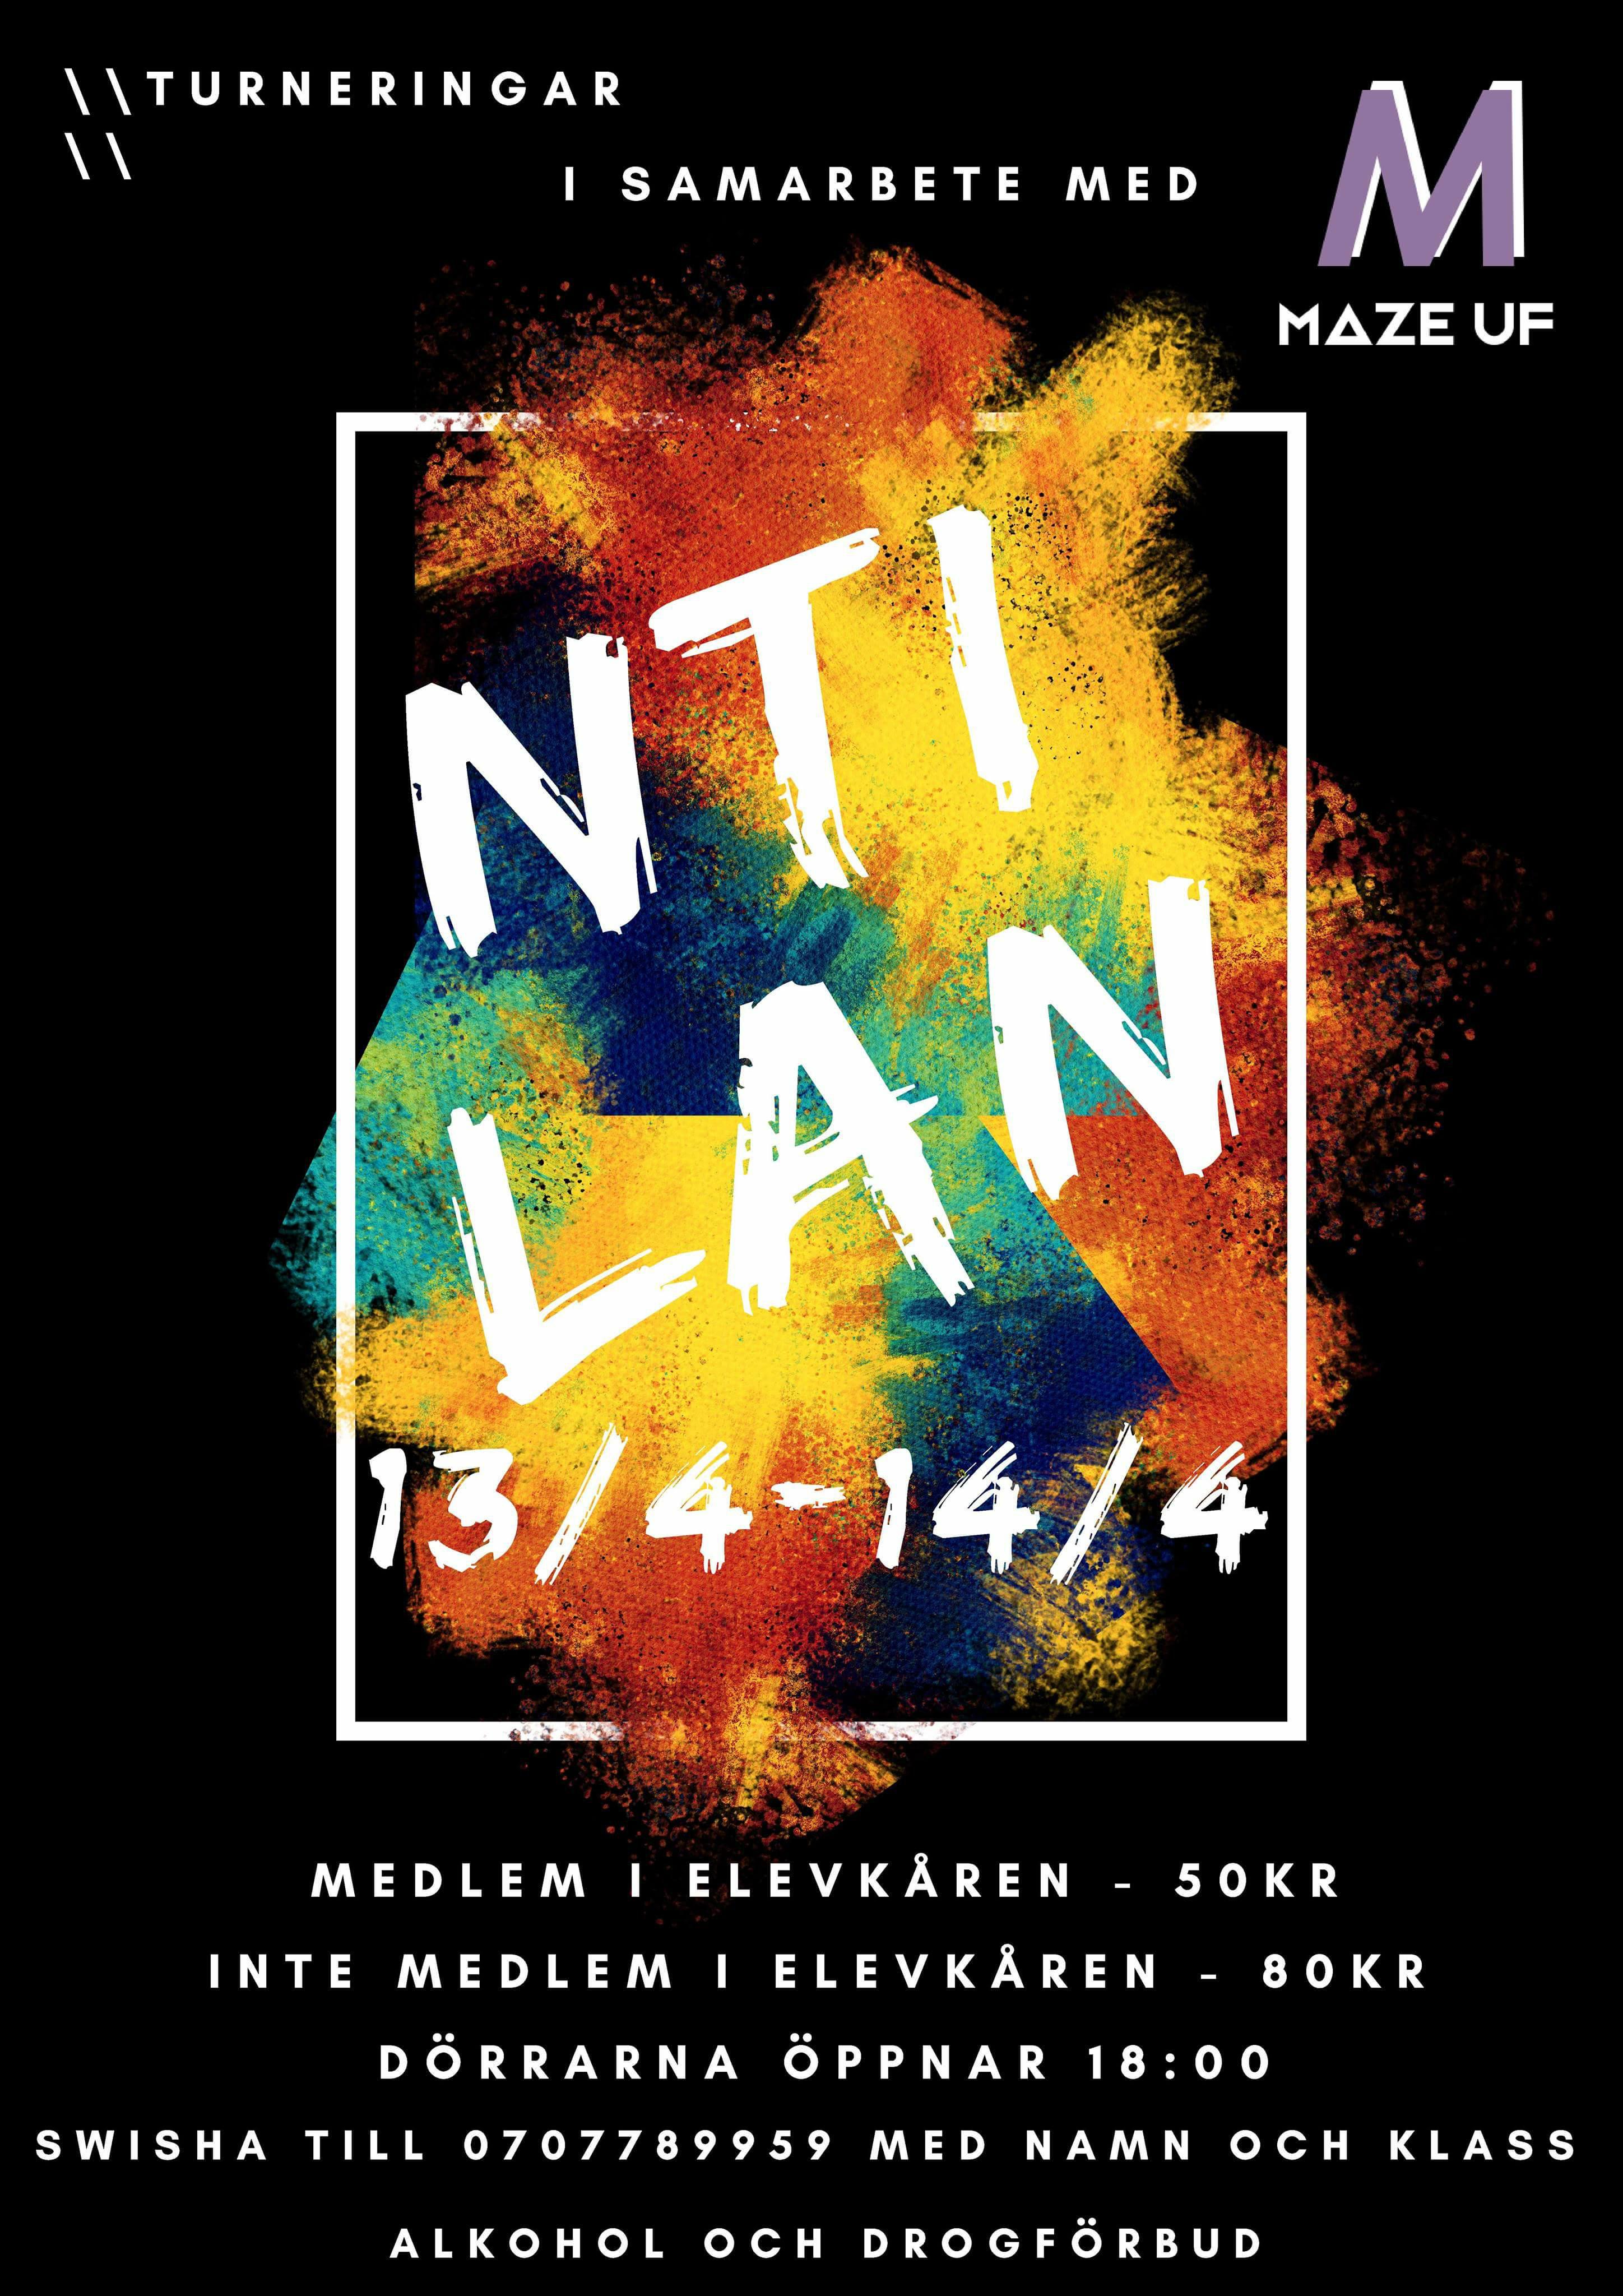 \\TURNERINGAR
\\
I SAMARBETE MED
M
MAZE UF
NTI
LAN
13/4-14/4
MEDLEM I ELEVKÅREN - 50KR
INTE MEDLEM I ELEVKÅREN - 80KR
DÖRRARNA ÖPPNAR 18:00
SWISHA TILL 0707789959 MED NAMN OCH KLASS
ALKOHOL OCH DROGFÖRBUD